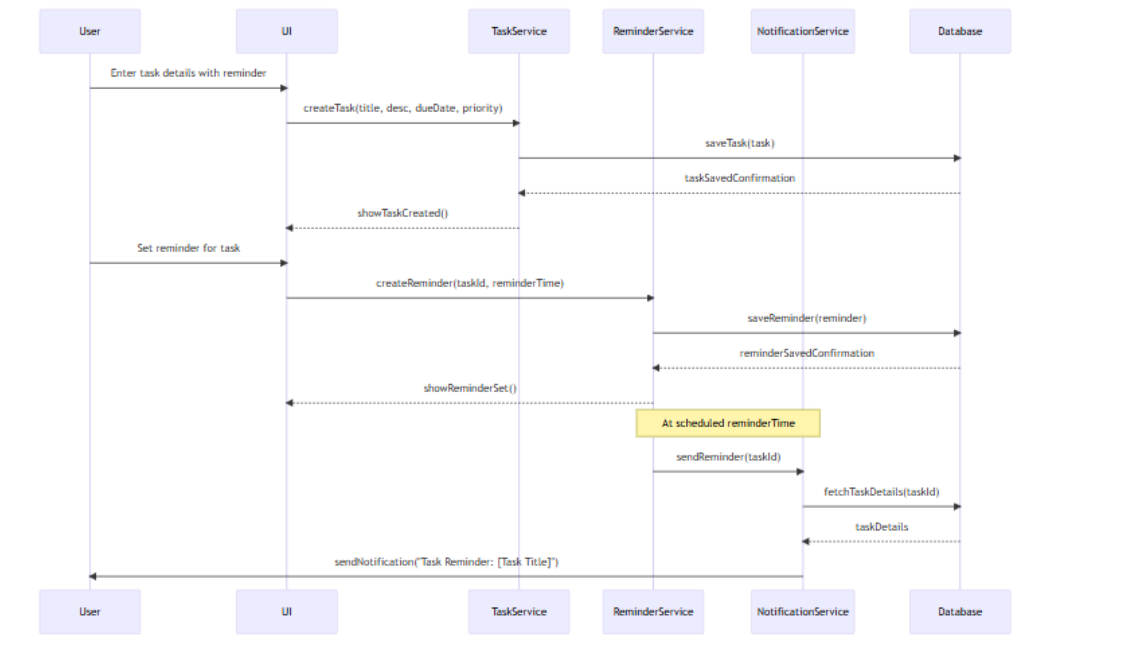 User UI TaskService ReminderService NotificationService Database
Enter task details with reminder
createTask(title, desc, dueDate, priority)
saveTask(task)
taskSavedConfirmation
showTaskCreated()
Set reminder for task
createReminder(taskId, reminderTime)
saveReminder(reminder)
reminderSavedConfirmation
showReminderSet()
At scheduled reminderTime
sendReminder(taskId)
fetchTaskDetails(taskId)
taskDetails
sendNotification("Task Reminder: [Task Title]")
User UI TaskService ReminderService NotificationService Database